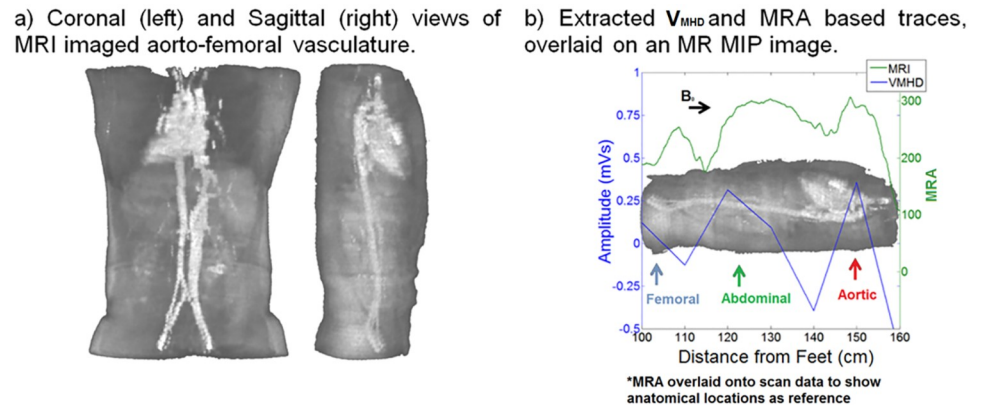 a) Coronal (left) and Sagittal (right) views of
MRI imaged aorto-femoral vasculature.
b) Extracted VMHD and MRA based traces,
overlaid on an MR MIP image.
MRI
VMHD
B₀
1
0.75
0.5
0.25
0
-0.25
-0.5
Amplitude (mVs)
300
200
100
0
MRA
Femoral
Abdominal
Aortic
100 110 120 130 140 150 160
Distance from Feet (cm)
*MRA overlaid onto scan data to show
anatomical locations as reference